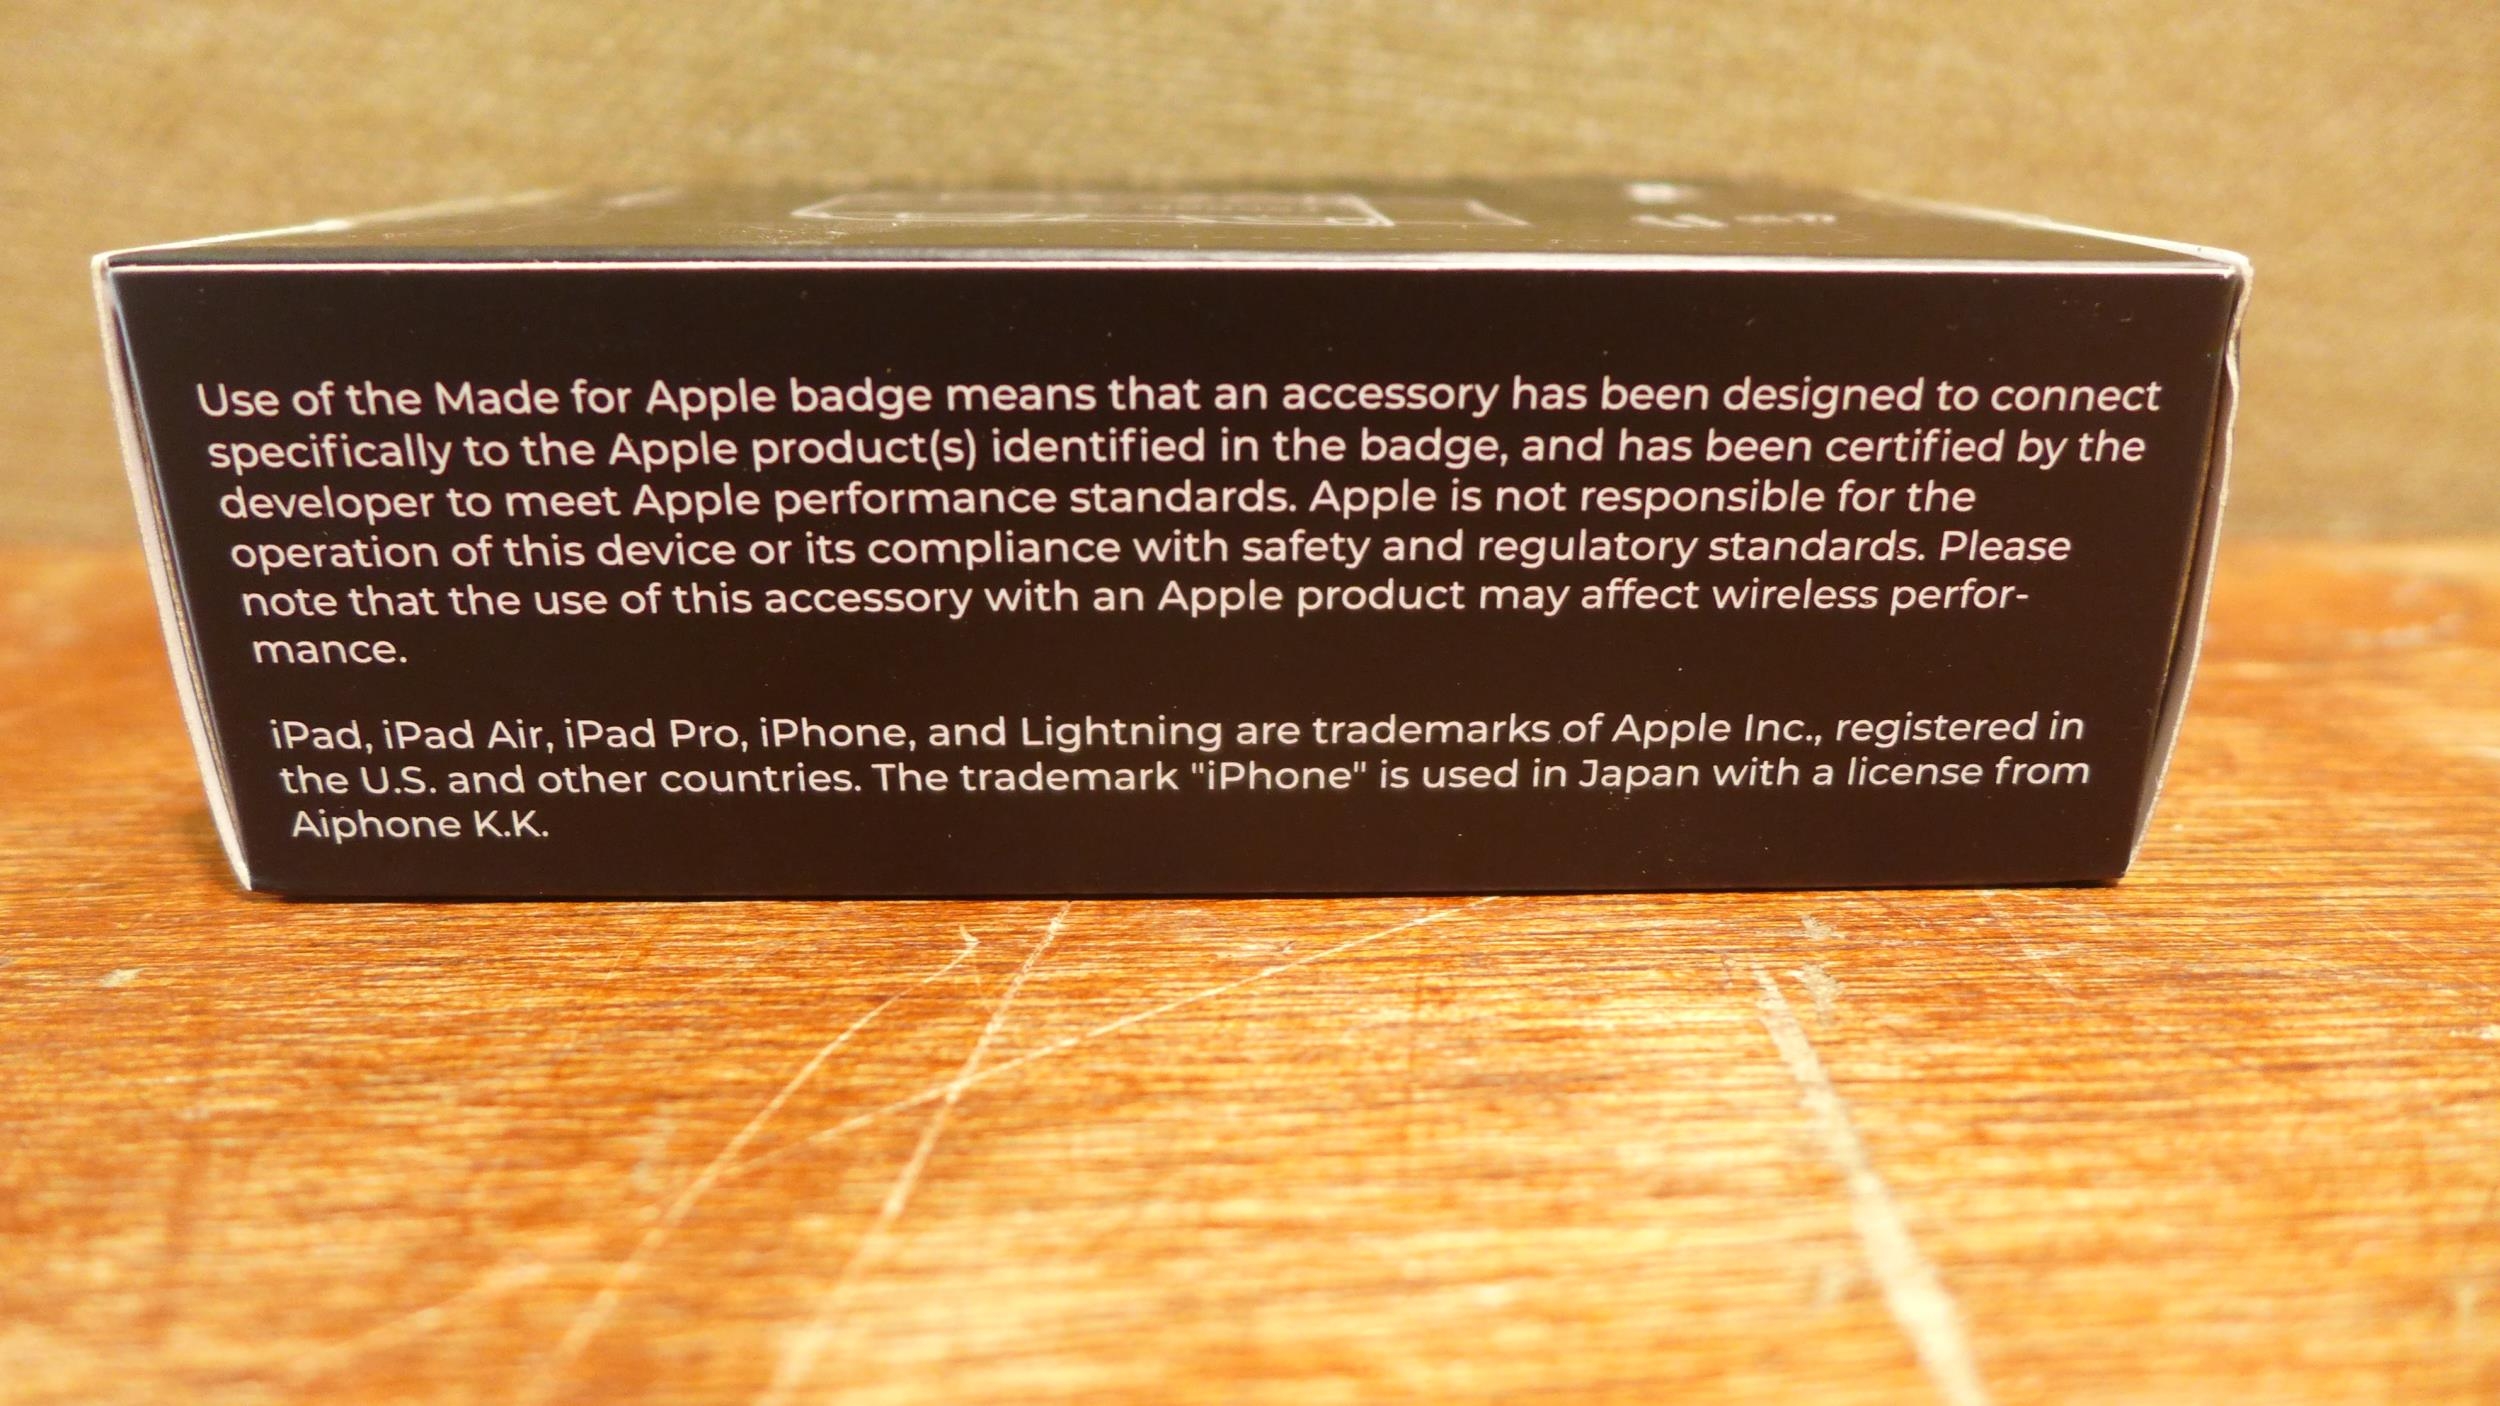 Use of the Made for Apple badge means that an accessory has been designed to connect
specifically to the Apple product(s) identified in the badge, and has been certified by the
developer to meet Apple performance standards. Apple is not responsible for the
operation of this device or its compliance with safety and regulatory standards. Please
note that the use of this accessory with an Apple product may affect wireless perfor-
mance.
iPad, iPad Air, iPad Pro, iPhone, and Lightning are trademarks of Apple Inc., registered in
the U.S. and other countries. The trademark "iPhone" is used in Japan with a license from
Aiphone K.K.